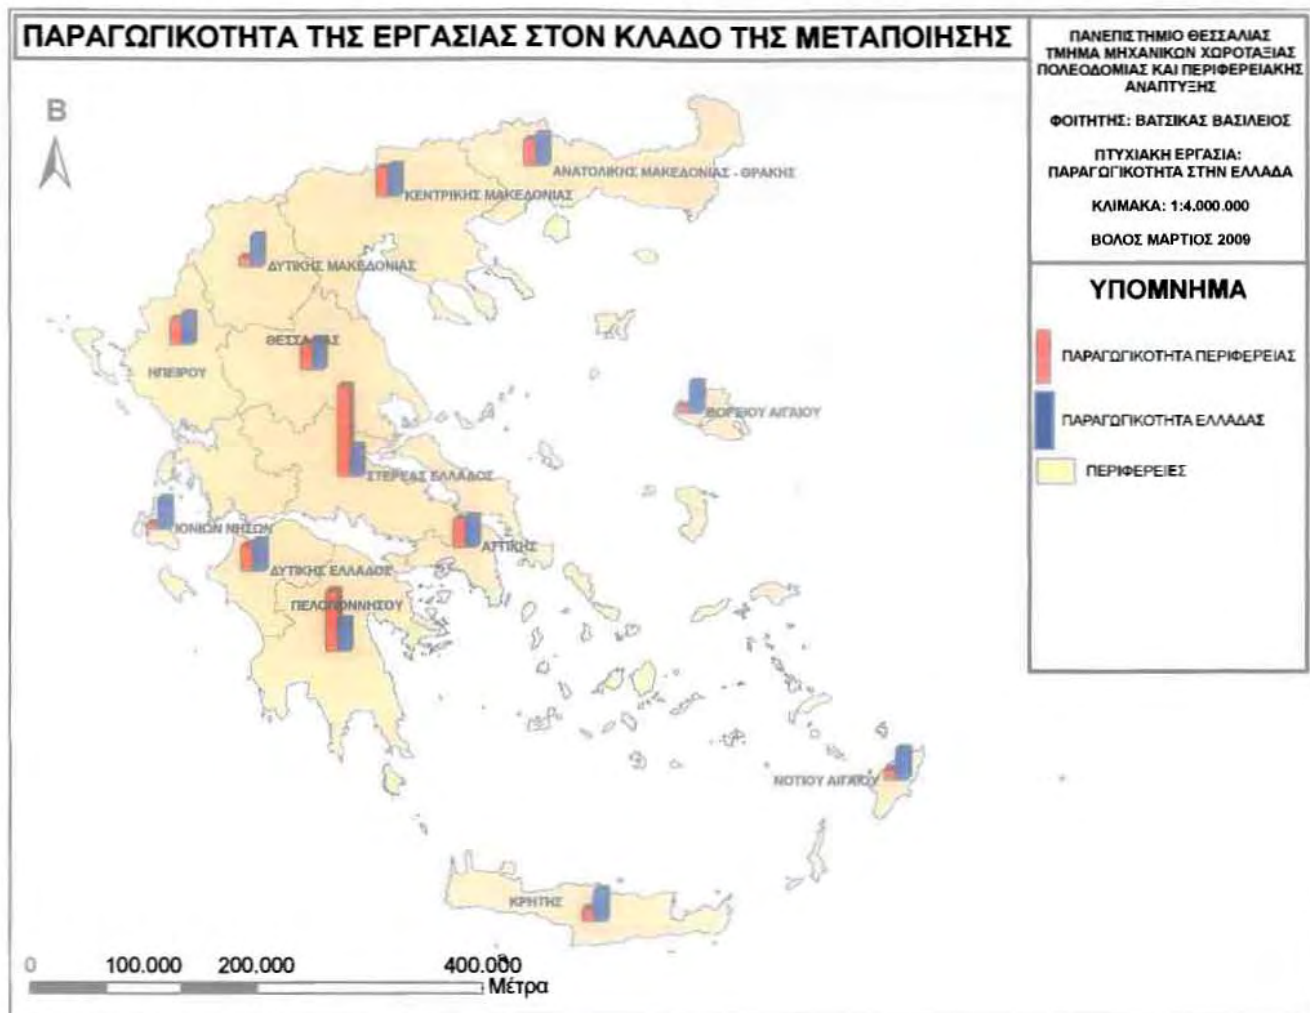 ΠΑΡΑΓΩΓΙΚΟΤΗΤΑ ΤΗΣ ΕΡΓΑΣΙΑΣ ΣΤΟΝ ΚΛΑΔΟ ΤΗΣ ΜΕΤΑΠΟΙΗΣΗΣ
ΠΑΝΕΠΙΣΤΗΜΙΟ ΘΕΣΣΑΛΙΑΣ
ΤΜΗΜΑ ΜΗΧΑΝΙΚΩΝ ΧΩΡΟΤΑΞΙΑΣ
ΠΟΛΕΟΔΟΜΙΑΣ ΚΑΙ ΠΕΡΙΦΕΡΕΙΑΚΗΣ
ΑΝΑΠΤΥΞΗΣ
ΦΟΙΤΗΤΗΣ: ΒΑΤΣΙΚΑΣ ΒΑΣΙΛΕΙΟΣ
ΠΤΥΧΙΑΚΗ ΕΡΓΑΣΙΑ:
ΠΑΡΑΓΩΓΙΚΟΤΗΤΑ ΣΤΗΝ ΕΛΛΑΔΑ
ΚΛΙΜΑΚΑ: 1:4.000.000
ΒΟΛΟΣ ΜΑΡΤΙΟΣ 2009
ΥΠΟΜΝΗΜΑ
ΠΑΡΑΓΩΓΙΚΟΤΗΤΑ ΠΕΡΙΦΕΡΕΙΑΣ
ΠΑΡΑΓΩΓΙΚΟΤΗΤΑ ΕΛΛΑΔΑΣ
ΠΕΡΙΦΕΡΕΙΕΣ
Β
ΑΝΑΤΟΛΙΚΗΣ ΜΑΚΕΔΟΝΙΑΣ - ΘΡΑΚΗΣ
ΚΕΝΤΡΙΚΗΣ ΜΑΚΕΔΟΝΙΑΣ
ΔΥΤΙΚΗΣ ΜΑΚΕΔΟΝΙΑΣ
ΘΕΣΣΑΛΙΑΣ
ΗΠΕΙΡΟΥ
ΒΟΡΕΙΟΥ ΑΙΓΑΙΟΥ
ΣΤΕΡΕΑΣ ΕΛΛΑΔΟΣ
ΙΟΝΙΩΝ ΝΗΣΩΝ
ΑΤΤΙΚΗΣ
ΔΥΤΙΚΗΣ ΕΛΛΑΔΟΣ
ΠΕΛΟΠΟΝΝΗΣΟΥ
ΝΟΤΙΟΥ ΑΙΓΑΙΟΥ
ΚΡΗΤΗΣ
0 100.000 200.000 400.000
Μέτρα